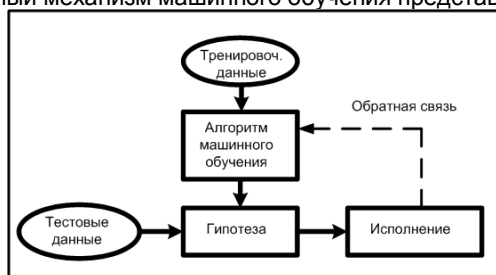 механизм машинного обучения
Тренировоч.
данные
Обратная связь
Алгоритм
машинного
обучения
Тестовые
данные
Гипотеза
Исполнение